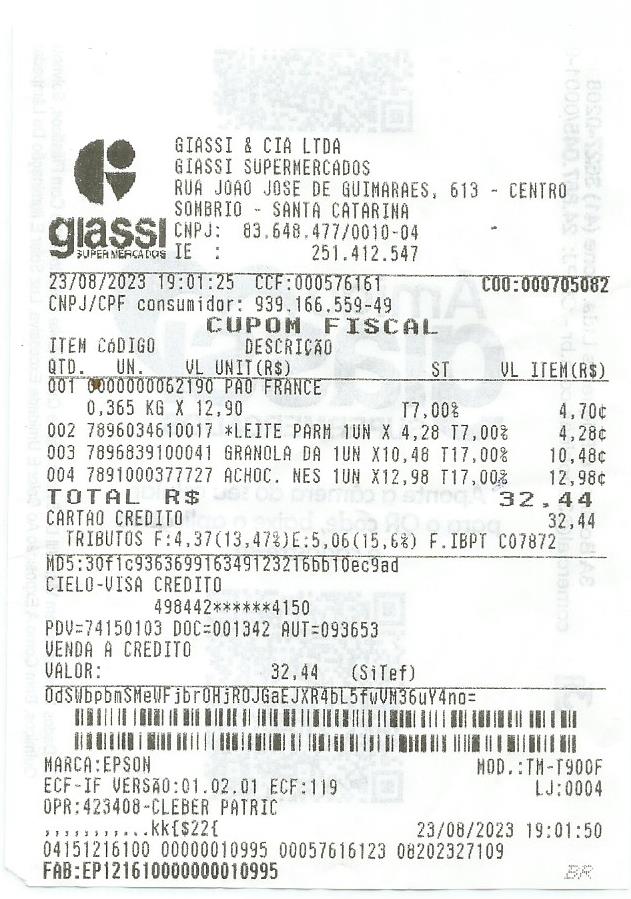 GIASSI & CIA LTDA
GIASSI SUPERMERCADOS
RUA JOAO JOSE DE GUIMARAES, 613 - CENTRO
SOMBRIO - SANTA CATARINA
giassi
SUPERMERCADOS
CNPJ: 83.648.477/0010-04
IE : 251.412.547
23/08/2023 19:01:25 CCF:000576161 COO:000705082
CNPJ/CPF consumidor: 939.166.559-49
CUPOM FISCAL
ITEM CóDIGO DESCRIÇÃO
QTD. UN. VL UNIT(R$) ST VL ITEM(R$)
001 0000000062190 PAO FRANCE
0,365 KG X 12,90 T7,00% 4,70¢
002 7896034610017 *LEITE PARM 1UN X 4,28 T7,00% 4,28¢
003 7896839100041 GRANOLA DA 1UN X10,48 T17,00% 10,48¢
004 7891000377727 ACHOC. NES 1UN X12,98 T17,00% 12,98¢
TOTAL R$ 32,44
CARTAO CREDITO 32,44
TRIBUTOS F:4,37(13,47%)E:5,06(15,6%) F.IBPT C07872
MD5:30f1c936369916349123216bb10ec9ad
CIELO-VISA CREDITO
498442******4150
PDV=74150103 DOC=001342 AUT=093653
VENDA A CREDITO
VALOR: 32,44 (SiTef)
OdSWbpbmSMeWFjbrOHjROJGaEJXR4bL5fwVM36uY4no=
MARCA:EPSON MOD.:TM-T900F
ECF-IF VERSÃO:01.02.01 ECF:119 LJ:0004
OPR:423408-CLEBER PATRIC
,,,,,,,,,,,.kk{$22{ 23/08/2023 19:01:50
04151216100 00000010995 00057616123 08202327109
FAB:EP121610000000010995 BR